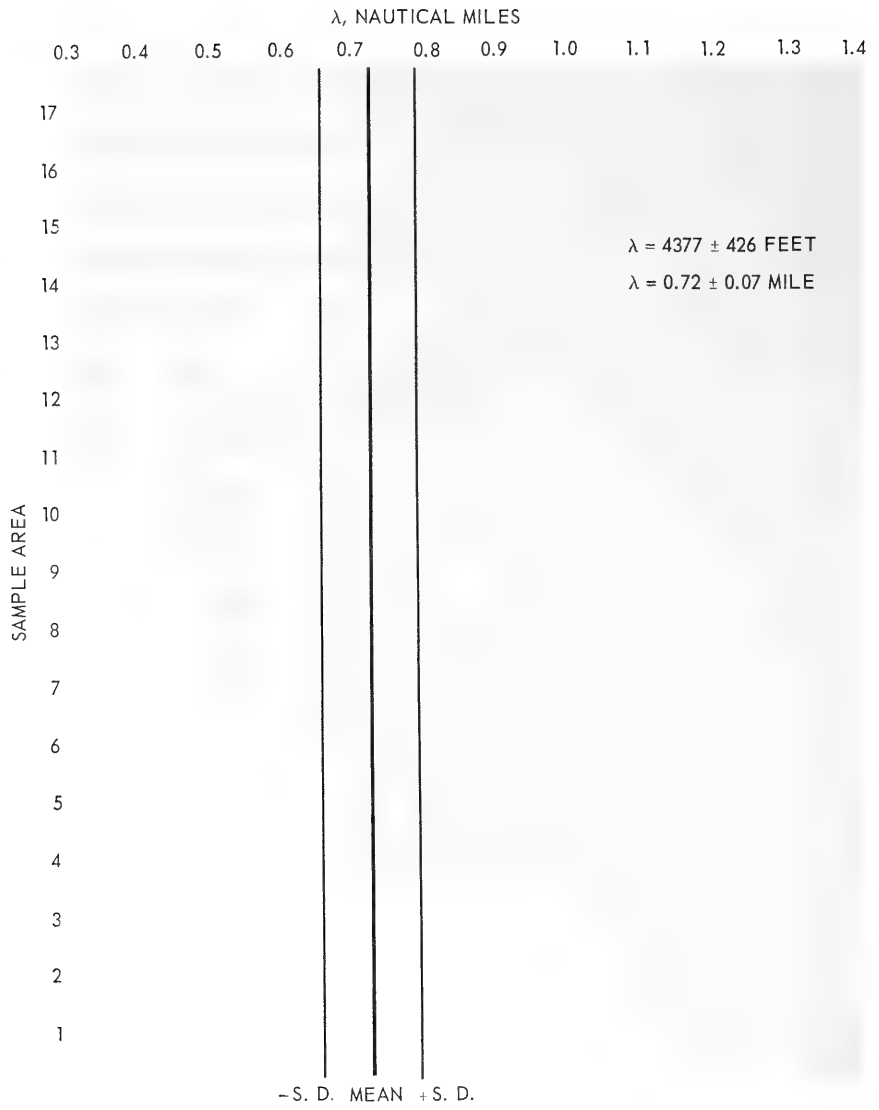 λ, NAUTICAL MILES
0.3 0.4 0.5 0.6 0.7 0.8 0.9 1.0 1.1 1.2 1.3 1.4
17
16
15
λ = 4377 ± 426 FEET
14
λ = 0.72 ± 0.07 MILE
13
12
11
10
9
8
7
6
5
4
3
2
1
SAMPLE AREA
-S. D. MEAN +S. D.